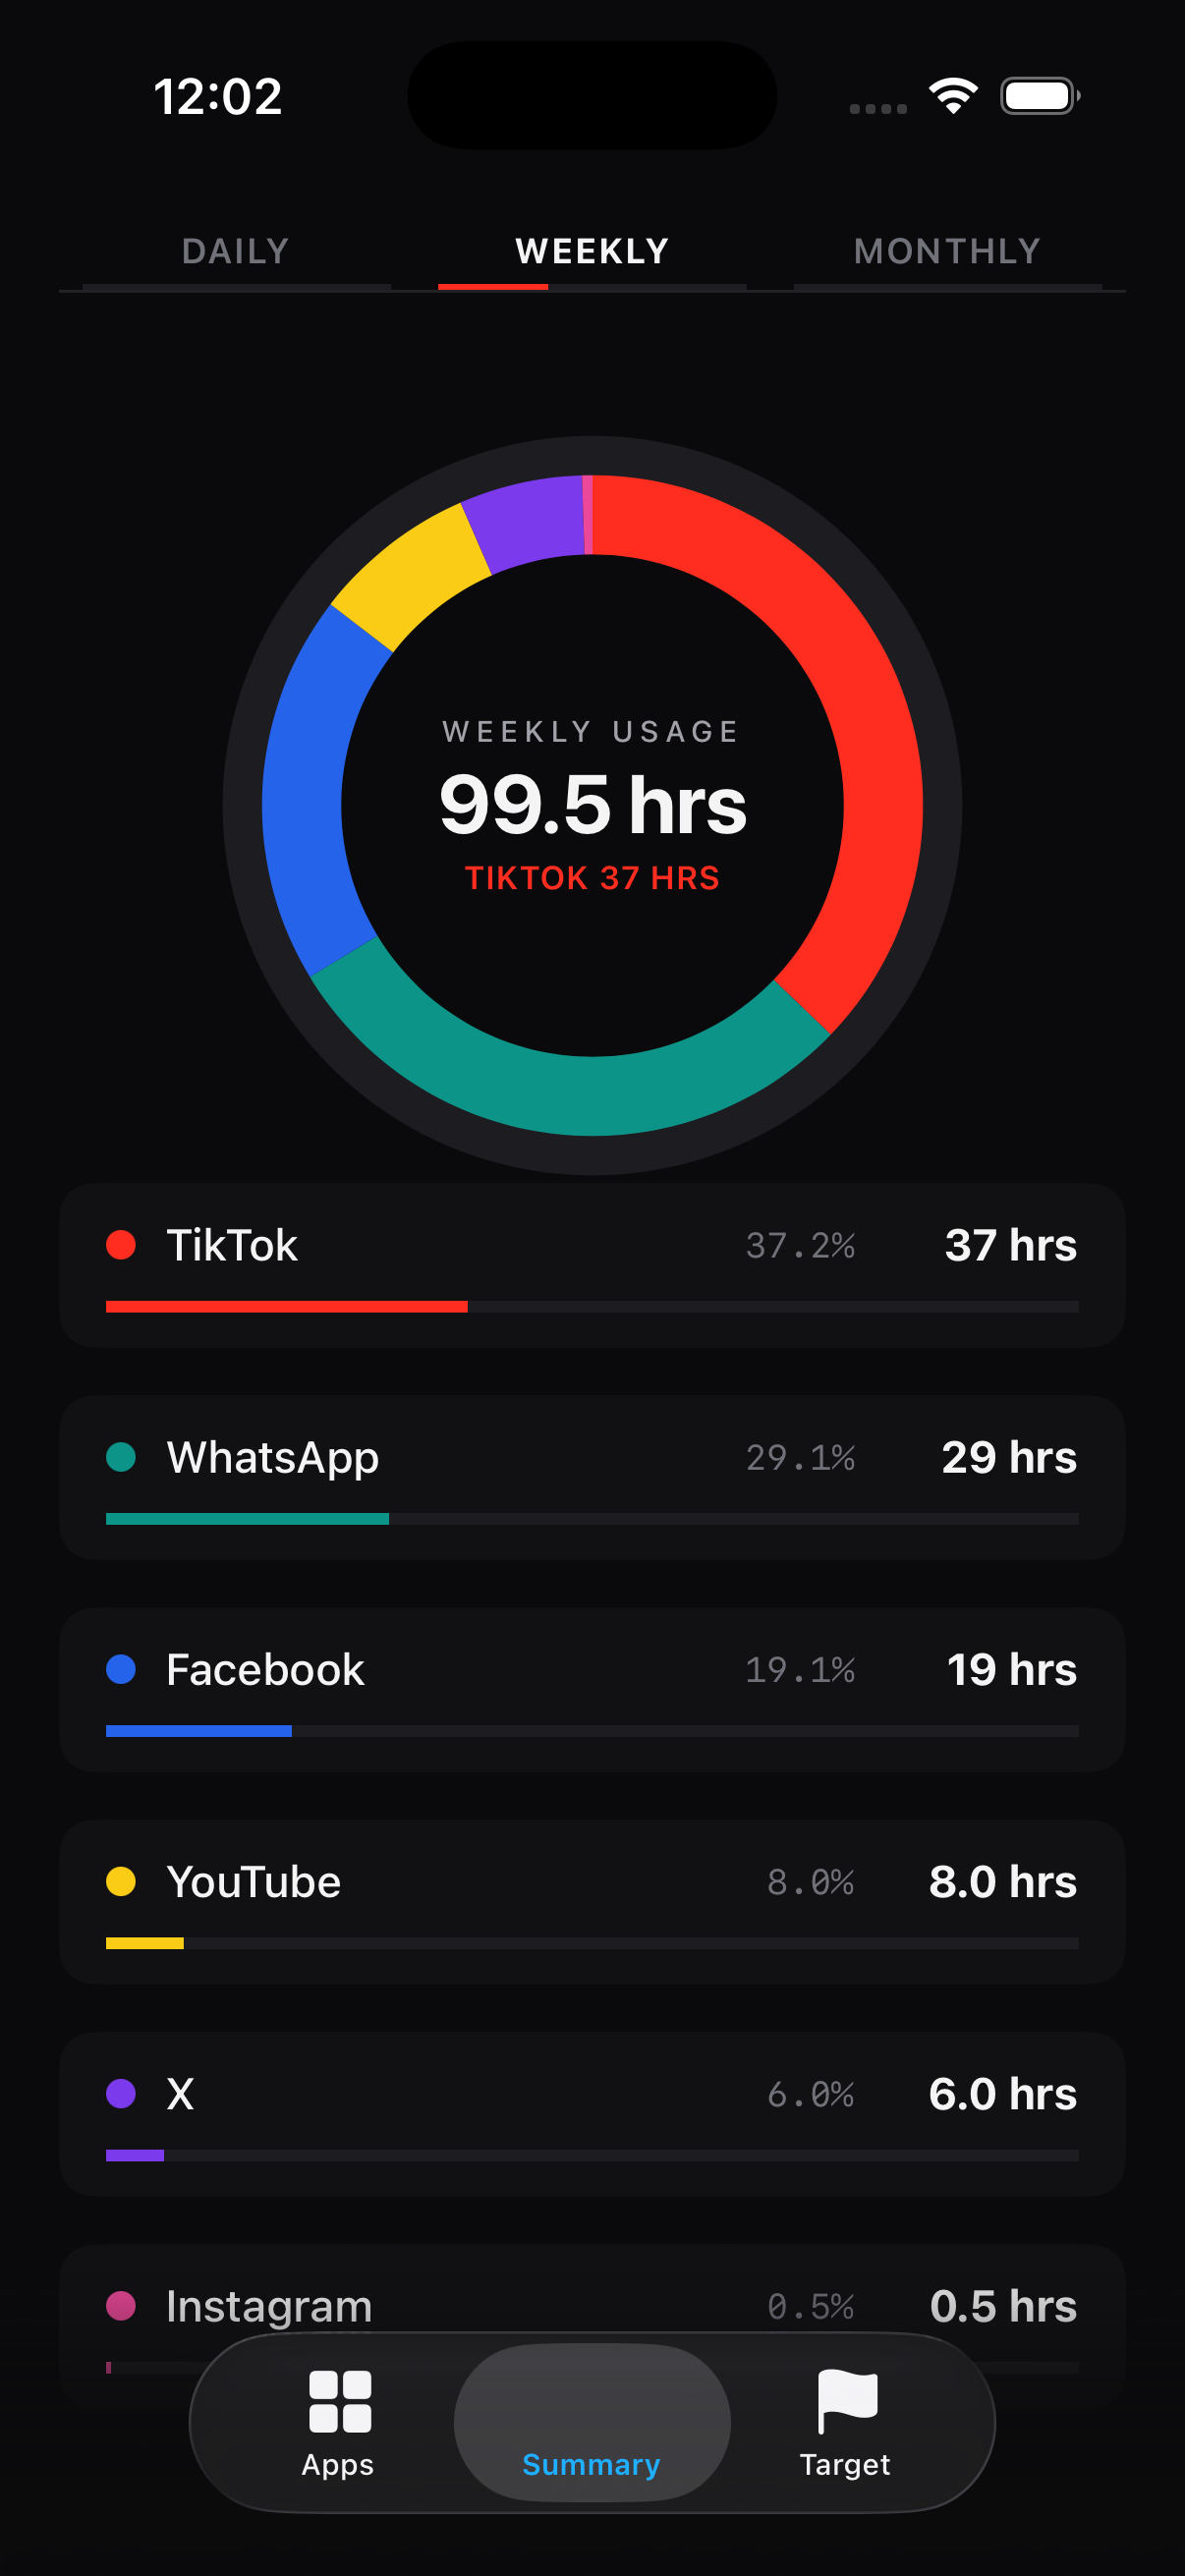 12:02
DAILY WEEKLY MONTHLY
WEEKLY USAGE
99.5 hrs
TIKTOK 37 HRS
TikTok 37.2% 37 hrs
WhatsApp 29.1% 29 hrs
Facebook 19.1% 19 hrs
YouTube 8.0% 8.0 hrs
X 6.0% 6.0 hrs
Instagram 0.5% 0.5 hrs
Apps Summary Target